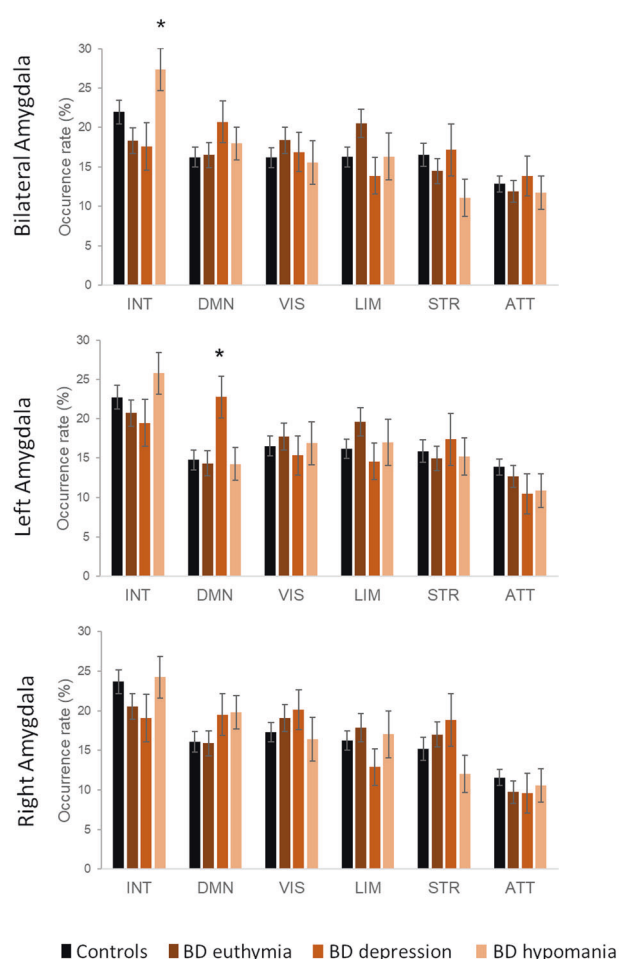 *
Bilateral Amygdala
Occurence rate (%)
30
25
20
15
10
5
0
INT DMN VIS LIM STR ATT
*
Left Amygdala
Occurrence rate (%)
30
25
20
15
10
5
0
INT DMN VIS LIM STR ATT
Right Amygdala
Occurrence rate (%)
30
25
20
15
10
5
0
INT DMN VIS LIM STR ATT
Controls BD euthymia BD depression BD hypomania